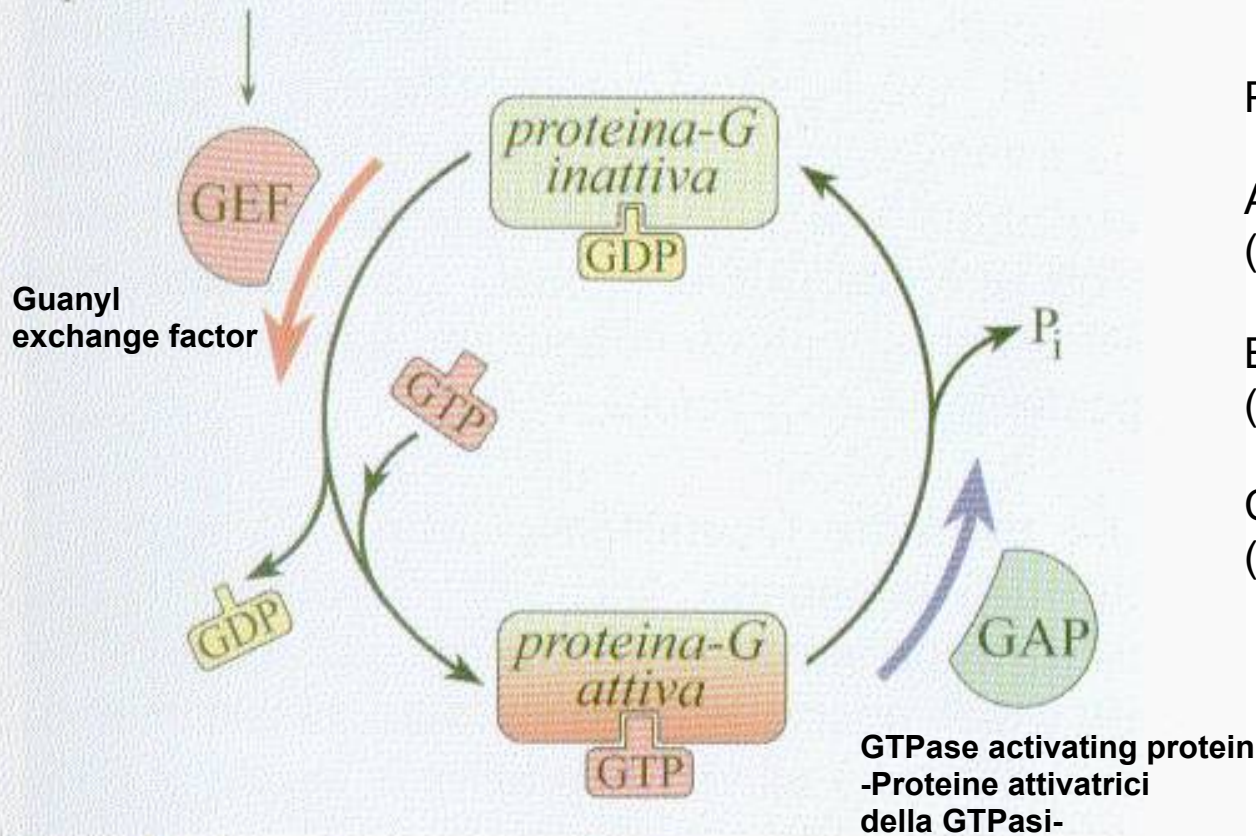 GEF
Guanyl
exchange factor
proteina-G
inattiva
GDP
GTP
GDP
P
i
proteina-G
attiva
GTP
GAP
GTPase activating protein
-Proteine attivatrici
della GTPasi-